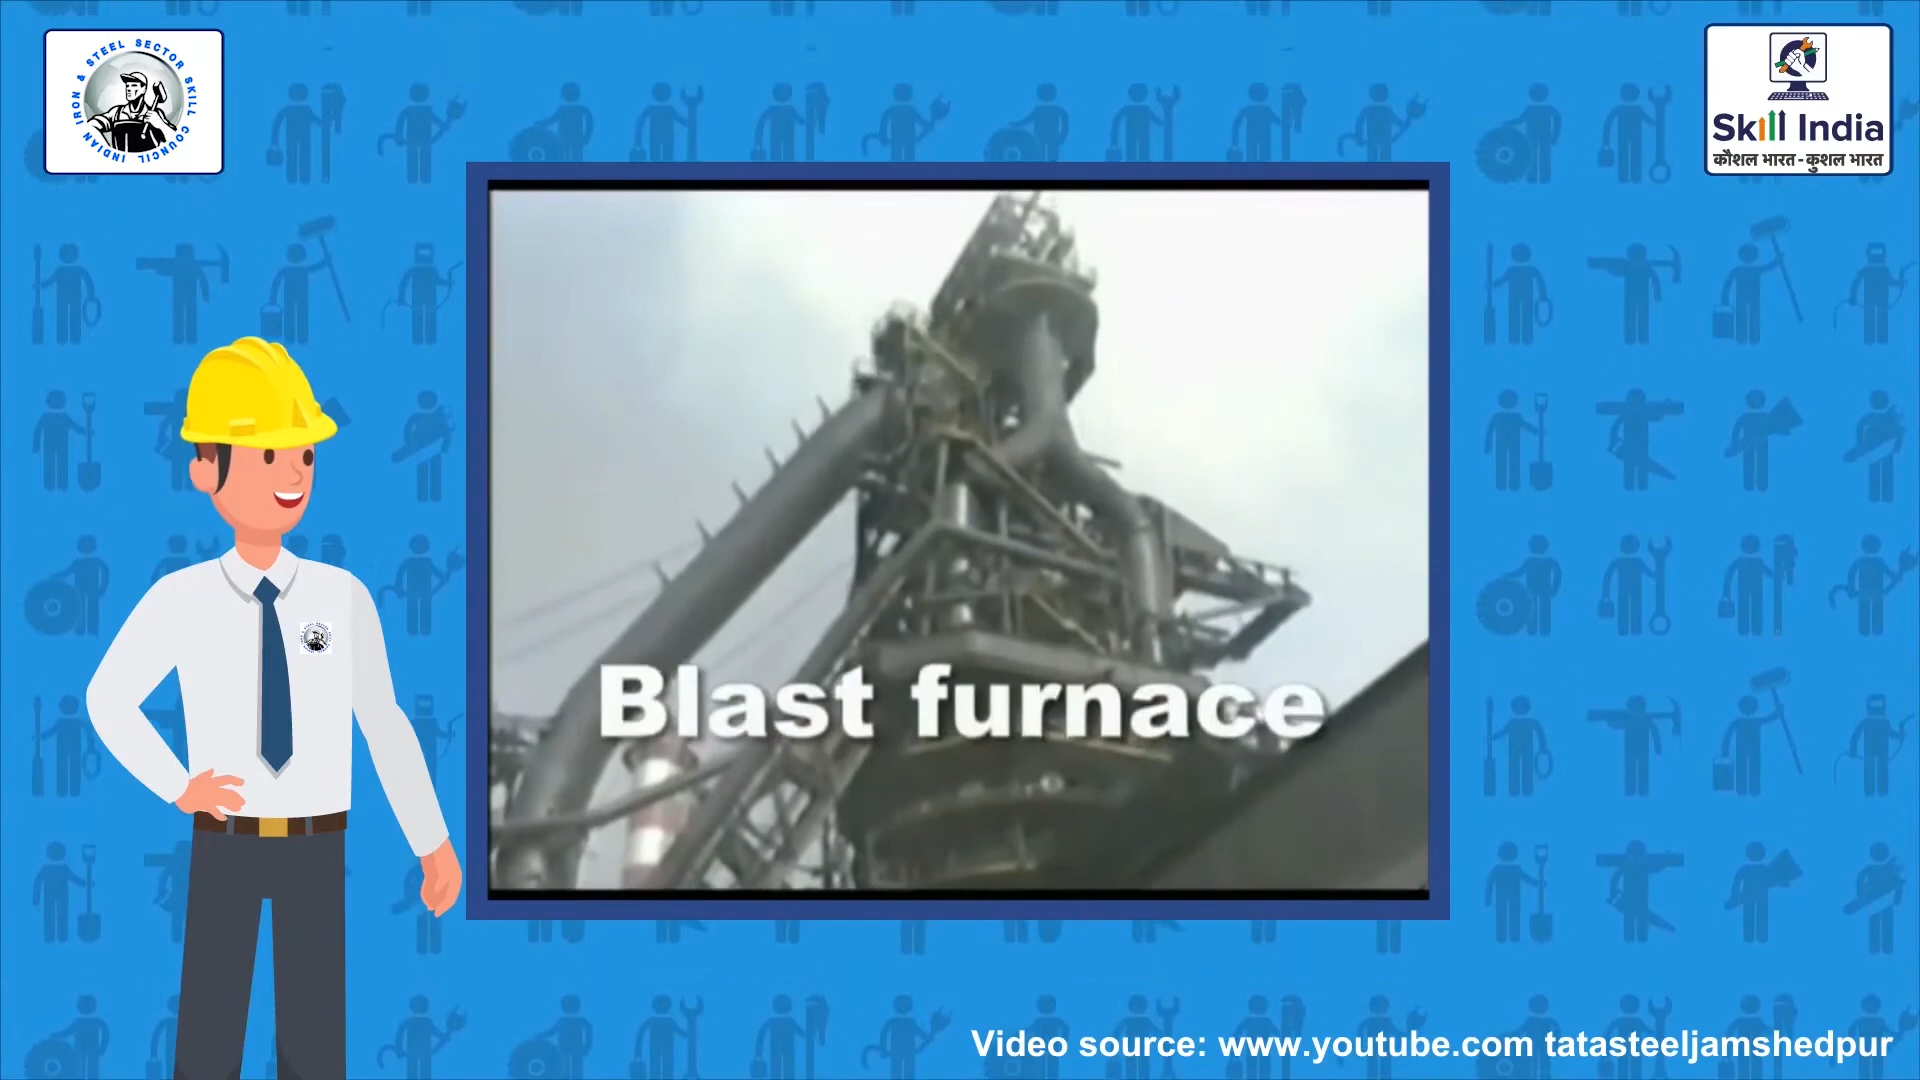 INDIAN IRON & STEEL SECTOR SKILL COUNCIL
Skill India
कौशल भारत - कुशल भारत
Blast furnace
Video source: www.youtube.com tatasteeljamshedpur